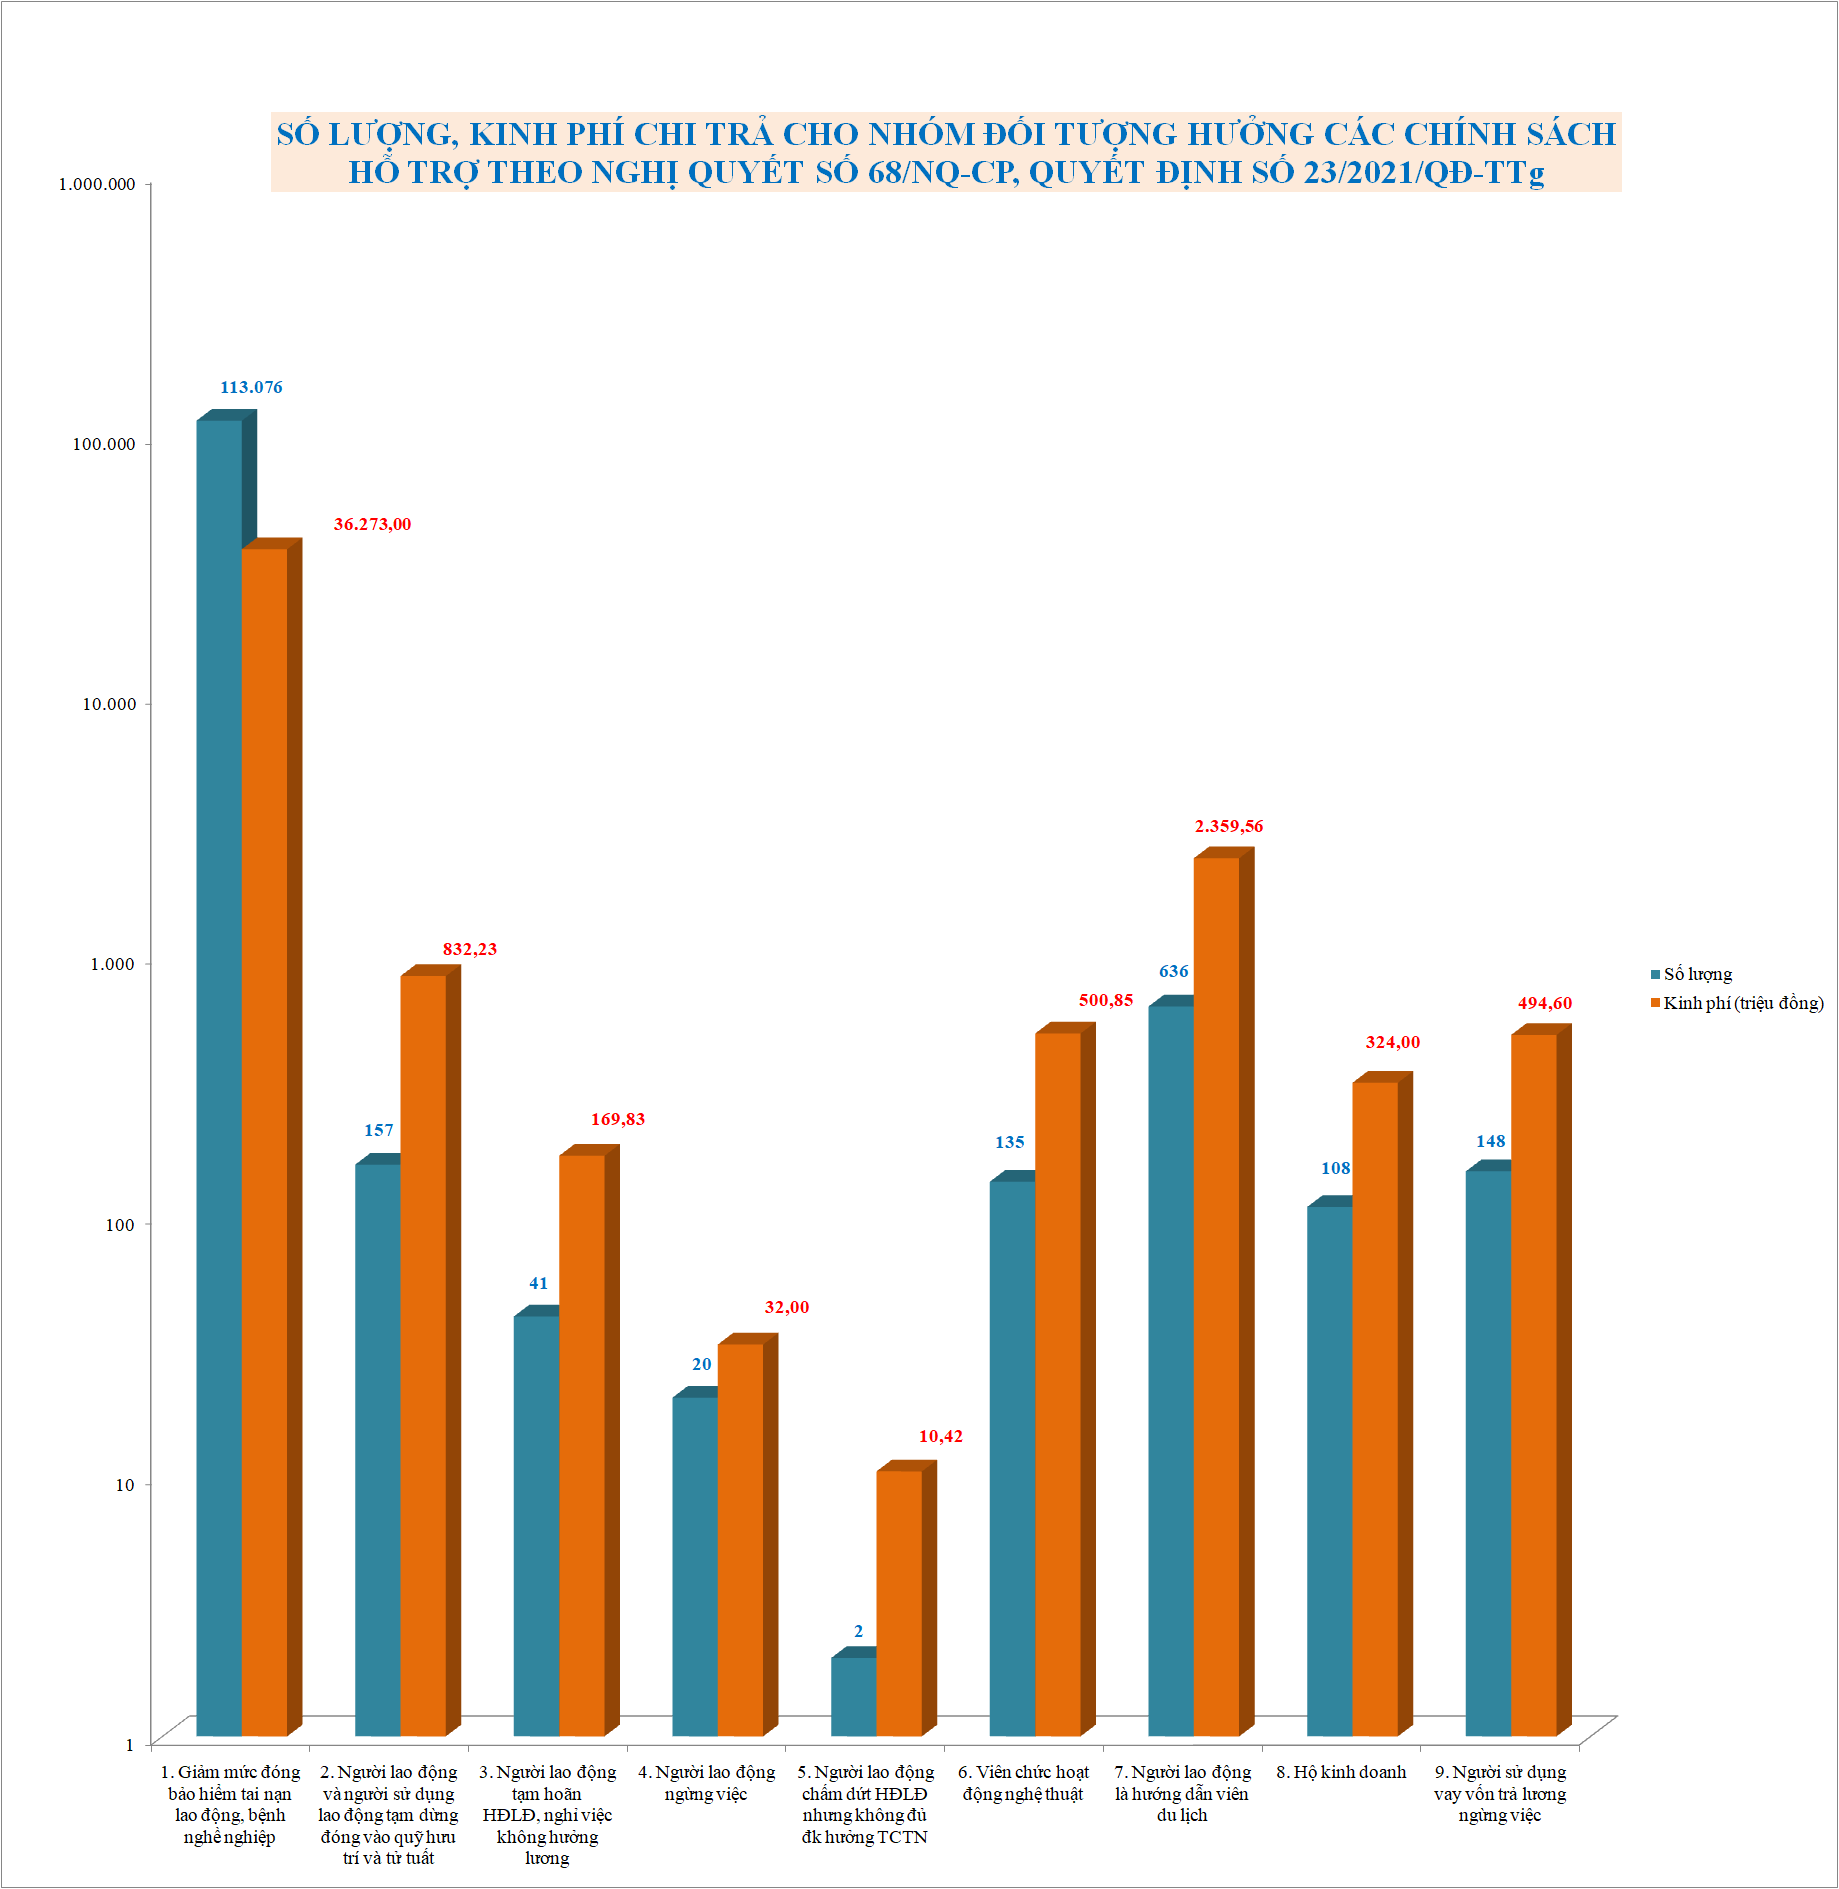 SỐ LƯỢNG, KINH PHÍ CHI TRẢ CHO NHÓM ĐỐI TƯỢNG HƯỞNG CÁC CHÍNH SÁCH
HỖ TRỢ THEO NGHỊ QUYẾT SỐ 68/NQ-CP, QUYẾT ĐỊNH SỐ 23/2021/QĐ-TTg
1.000.000
100.000
10.000
1.000
100
10
1
113.076
36.273,00
157
832,23
41
169,83
20
32,00
2
10,42
135
500,85
636
2.359,56
108
324,00
148
494,60
Số lượng
Kinh phí (triệu đồng)
1. Giảm mức đóng
bảo hiểm tai nạn
lao động, bệnh
nghề nghiệp
2. Người lao động
và người sử dụng
lao động tạm dừng
đóng vào quỹ hưu
trí và tử tuất
3. Người lao động
tạm hoãn
HĐLĐ, nghỉ việc
không hưởng
lương
4. Người lao động
ngừng việc
5. Người lao động
chấm dứt HĐLĐ
nhưng không đủ
đk hưởng TCTN
6. Viên chức hoạt
động nghệ thuật
7. Người lao động
là hướng dẫn viên
du lịch
8. Hộ kinh doanh
9. Người sử dụng
vay vốn trả lương
ngừng việc